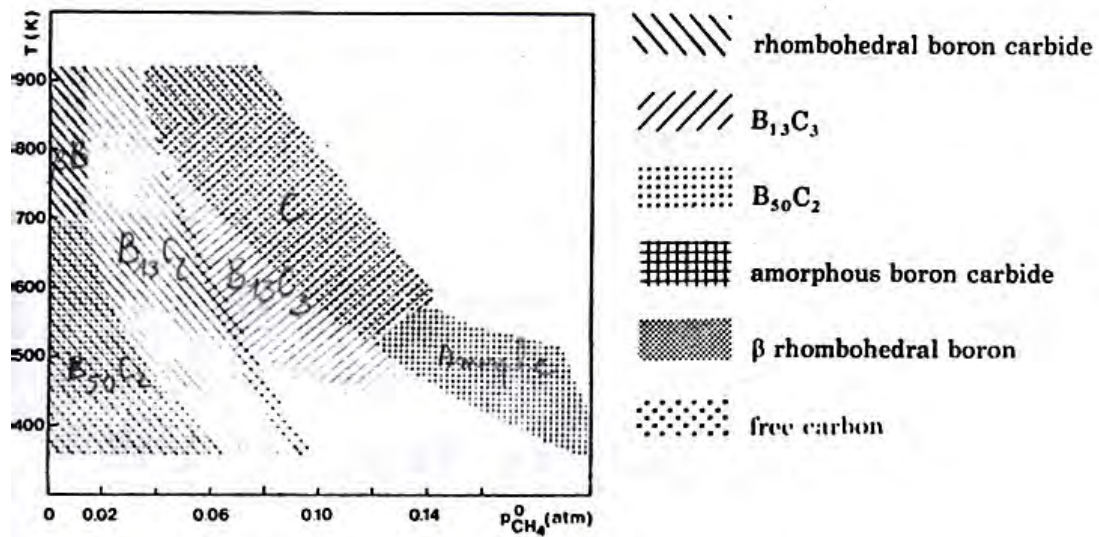 T (K)
900
800
700
600
500
400
βB
B₁₃C₂
B₁₃C₃
C
B₅₀C₂
0 0.02 0.06 0.10 0.14 p⁰CH₄(atm)
rhombohedral boron carbide
B₁₃C₃
B₅₀C₂
amorphous boron carbide
β rhombohedral boron
free carbon